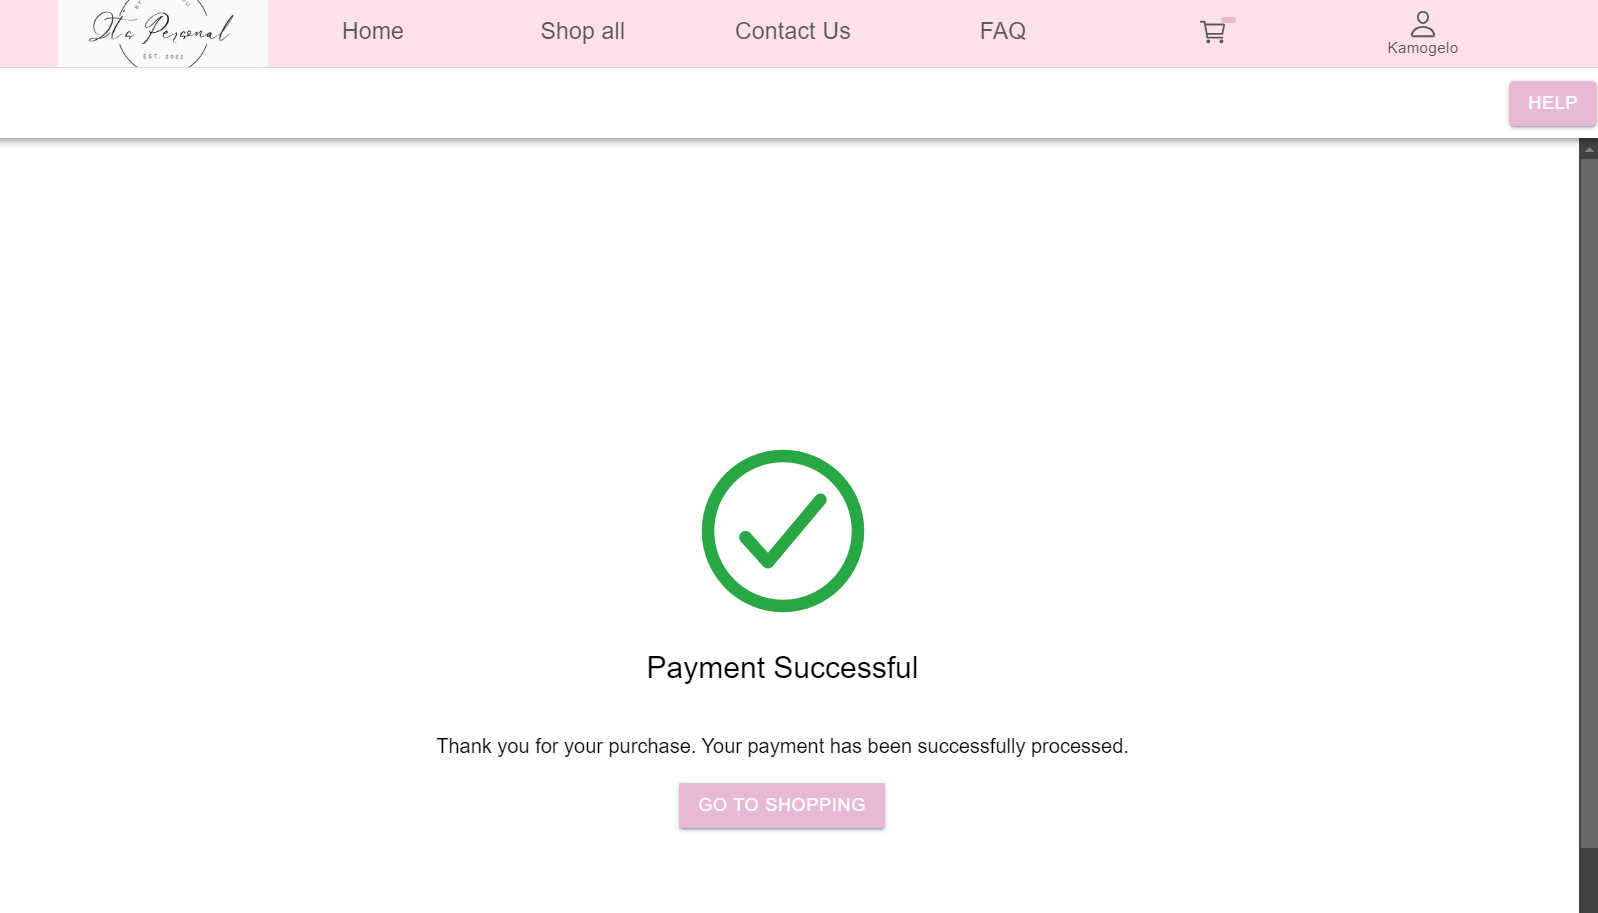 It's Personal
EST. 2022
Home
Shop all
Contact Us
FAQ
Kamogelo
HELP
Payment Successful
Thank you for your purchase. Your payment has been successfully processed.
GO TO SHOPPING